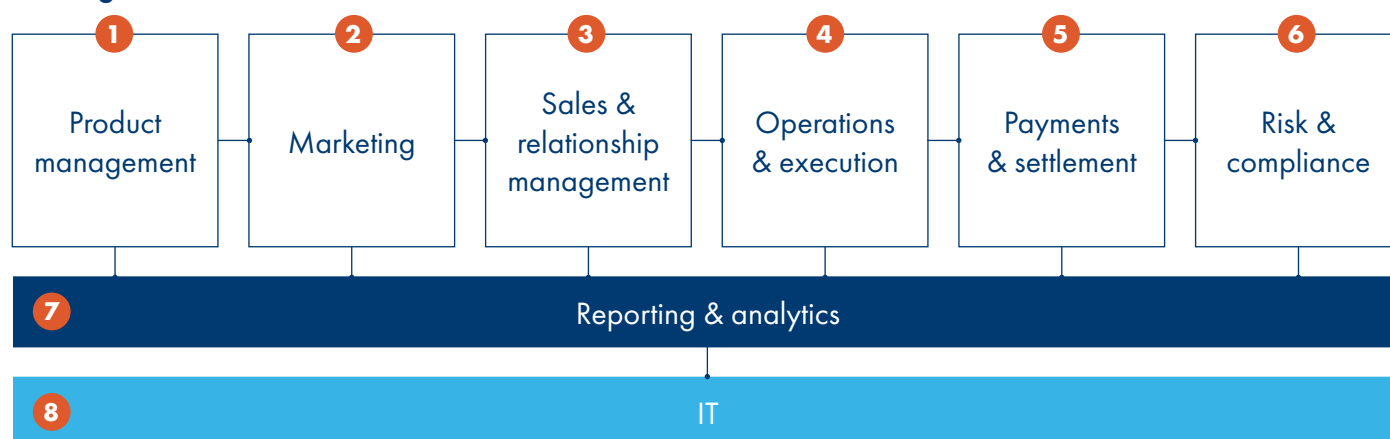 1
2
3
4
5
6
Product
management
Marketing
Sales &
relationship
management
Operations
& execution
Payments
& settlement
Risk &
compliance
7
Reporting & analytics
8
IT